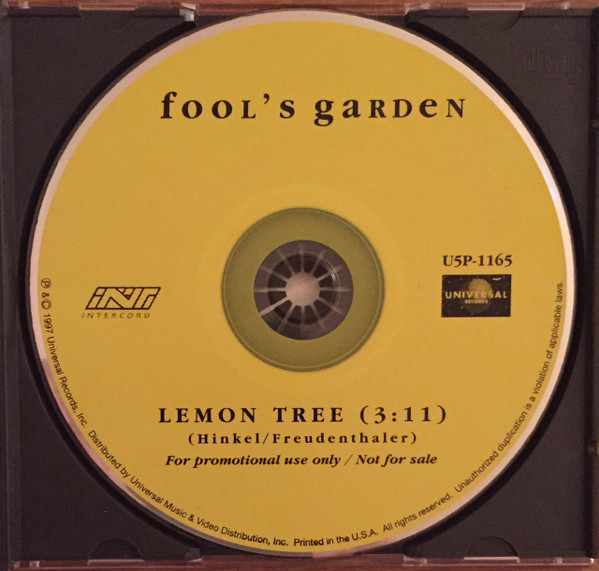 fool's garden
U5P-1165
UNIVERSAL
RECORDS
INT
INTERCORD
LEMON TREE (3:11)
(Hinkel/Freudenthaler)
For promotional use only / Not for sale
℗ & © 1997 Universal Records, Inc. Distributed by Universal Music & Video Distribution, Inc. Printed in the U.S.A. All rights reserved. Unauthorized duplication is a violation of applicable laws.